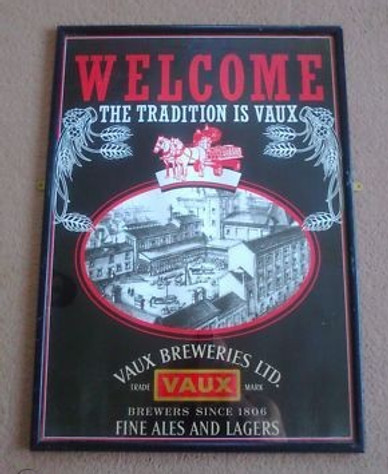 WELCOME
THE TRADITION IS VAUX
VAUX BREWERIES LTD.
TRADE VAUX MARK
BREWERS SINCE 1806
FINE ALES AND LAGERS